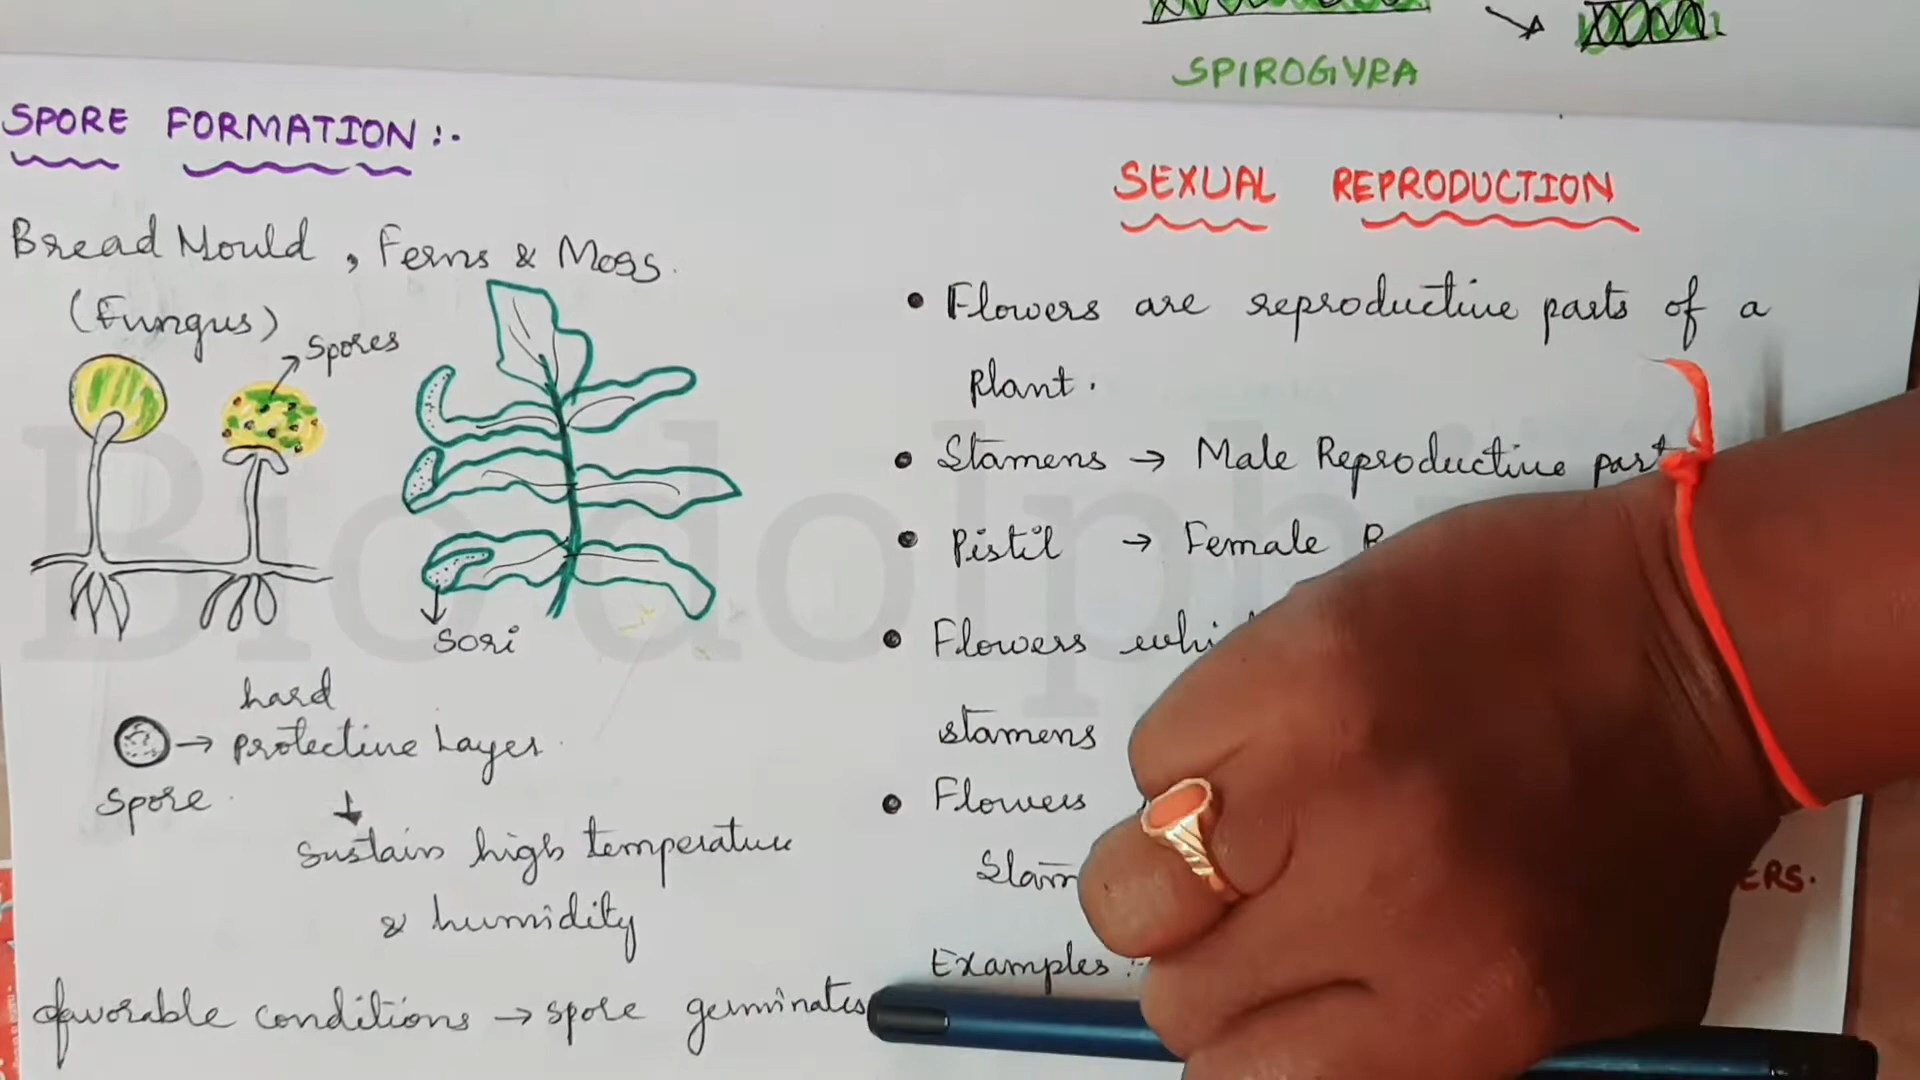 SPIROGYRA
SPORE FORMATION :-
Bread Mould , Ferns & Moss.
(Fungus)
spores
sori
hard
protective Layer
spore
sustain high temperature
& humidity
favorable conditions → spore germinates
SEXUAL REPRODUCTION
• Flowers are reproductive parts of a
plant.
• Stamens → Male Reproductive part
• Pistil → Female
• Flowers
stamens
• Flowers
ERS.
Examples :-
Biodolph